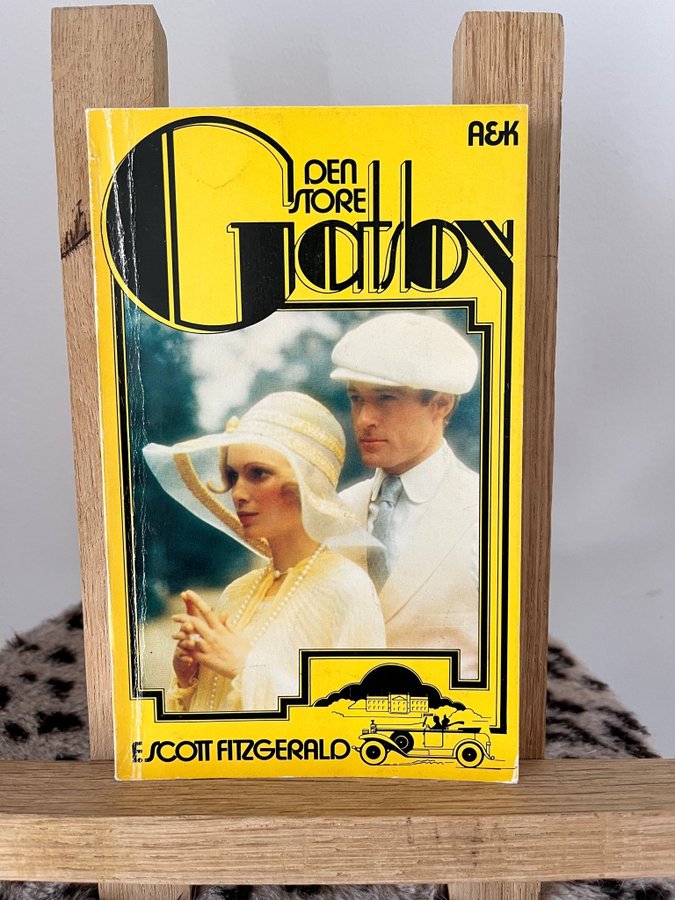 A&K
DEN
STORE
Gatsby
F. SCOTT FITZGERALD